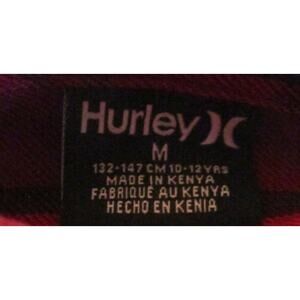 Hurley
M
132-147 CM 10-12 YRS
MADE IN KENYA
FABRIQUÉ AU KENYA
HECHO EN KENIA